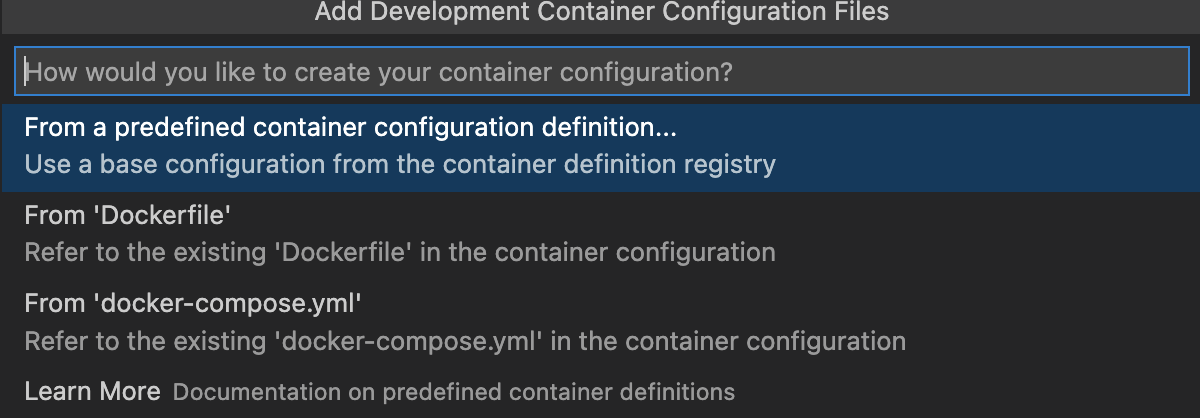 Add Development Container Configuration Files
How would you like to create your container configuration?
From a predefined container configuration definition...
Use a base configuration from the container definition registry
From 'Dockerfile'
Refer to the existing 'Dockerfile' in the container configuration
From 'docker-compose.yml'
Refer to the existing 'docker-compose.yml' in the container configuration
Learn More Documentation on predefined container definitions